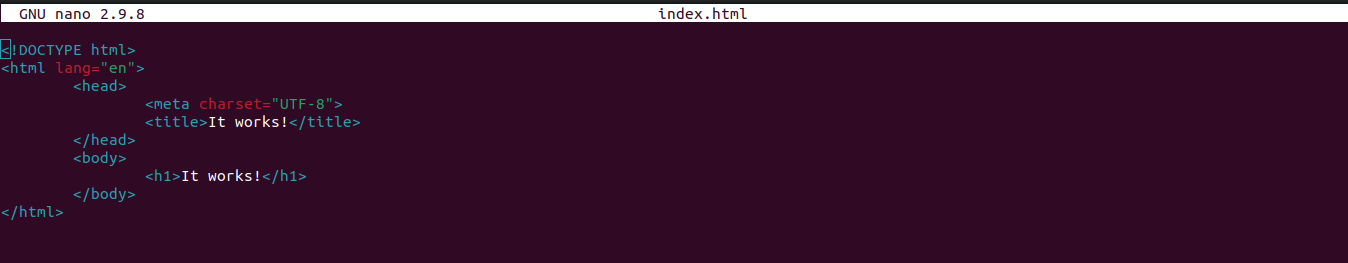 GNU nano 2.9.8 index.html
<!DOCTYPE html>
<html lang="en">
<head>
<meta charset="UTF-8">
<title>It works!</title>
</head>
<body>
<h1>It works!</h1>
</body>
</html>